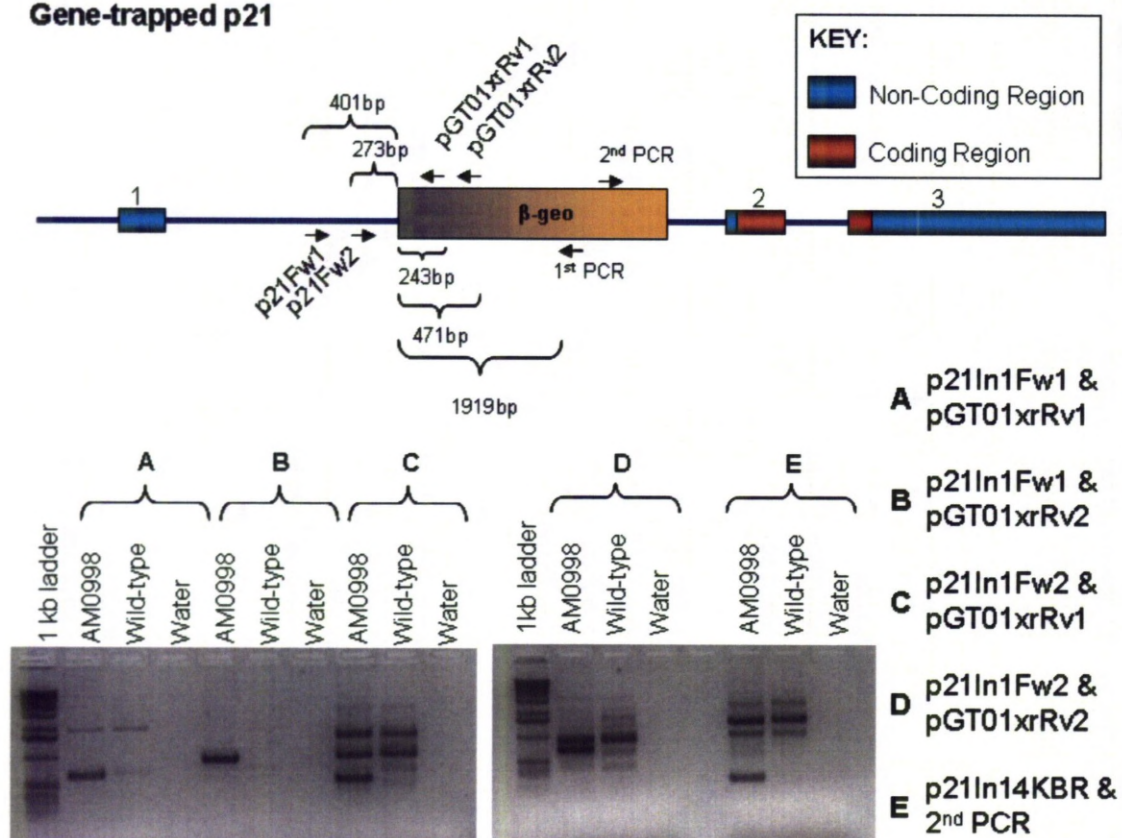 Gene-trapped p21
KEY:
Non-Coding Region
Coding Region
401bp
273bp
pGT01xrRv1
pGT01xrRv2
2nd PCR
1
β-geo
2
3
p21Fw1
p21Fw2
243bp
1st PCR
471bp
1919bp
A p21In1Fw1 &
pGT01xrRv1
B p21In1Fw1 &
pGT01xrRv2
C p21In1Fw2 &
pGT01xrRv1
D p21In1Fw2 &
pGT01xrRv2
E p21In14KBR &
2nd PCR
A
B
C
D
E
1 kb ladder
AM0998
Wild-type
Water
AM0998
Wild-type
Water
AM0998
Wild-type
Water
1kb ladder
AM0998
Wild-type
Water
AM0998
Wild-type
Water